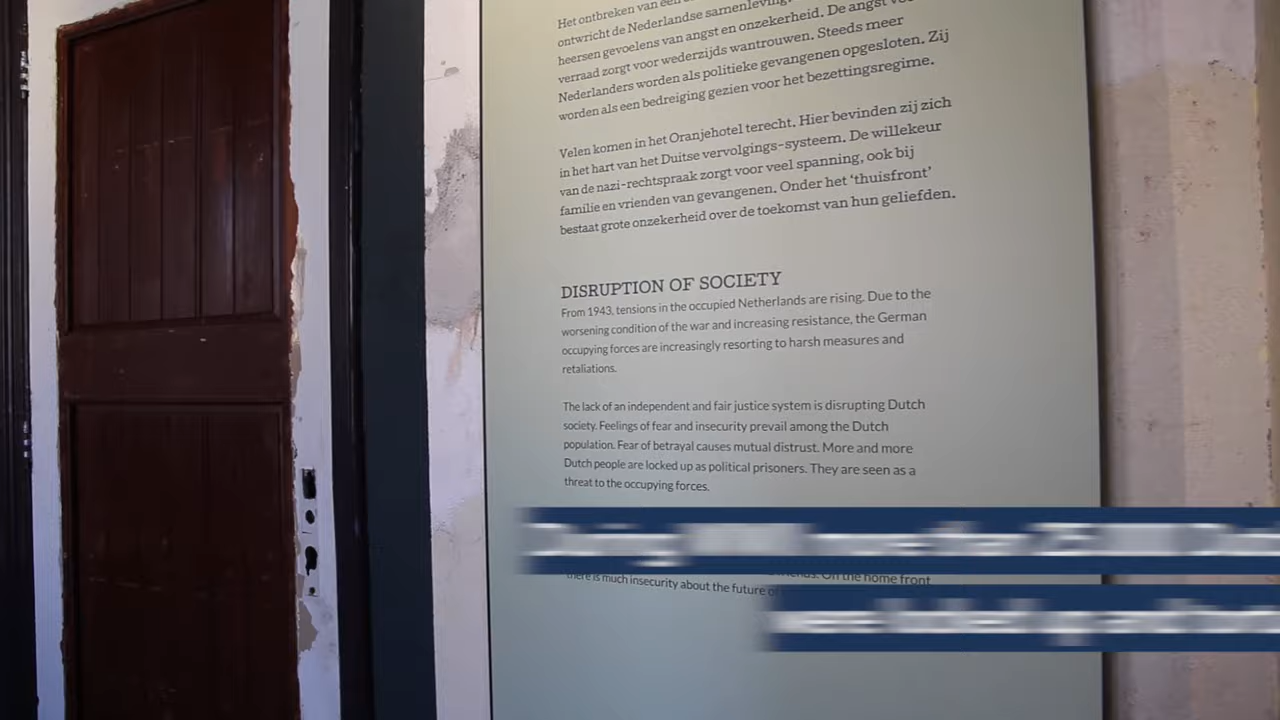 Het ontbreken van een
ontwricht de Nederlandse samenleving.
heersen gevoelens van angst en onzekerheid. De angst
verraad zorgt voor wederzijds wantrouwen. Steeds meer
Nederlanders worden als politieke gevangenen opgesloten. Zij
worden als een bedreiging gezien voor het bezettingsregime.
Velen komen in het Oranjehotel terecht. Hier bevinden zij zich
in het hart van het Duitse vervolgings-systeem. De willekeur
van de nazi-rechtspraak zorgt voor veel spanning, ook bij
familie en vrienden van gevangenen. Onder het ‘thuisfront’
bestaat grote onzekerheid over de toekomst van hun geliefden.
DISRUPTION OF SOCIETY
From 1943, tensions in the occupied Netherlands are rising. Due to the
worsening condition of the war and increasing resistance, the German
occupying forces are increasingly resorting to harsh measures and
retaliations.
The lack of an independent and fair justice system is disrupting Dutch
society. Feelings of fear and insecurity prevail among the Dutch
population. Fear of betrayal causes mutual distrust. More and more
Dutch people are locked up as political prisoners. They are seen as a
threat to the occupying forces.
On the home front
there is much insecurity about the future of